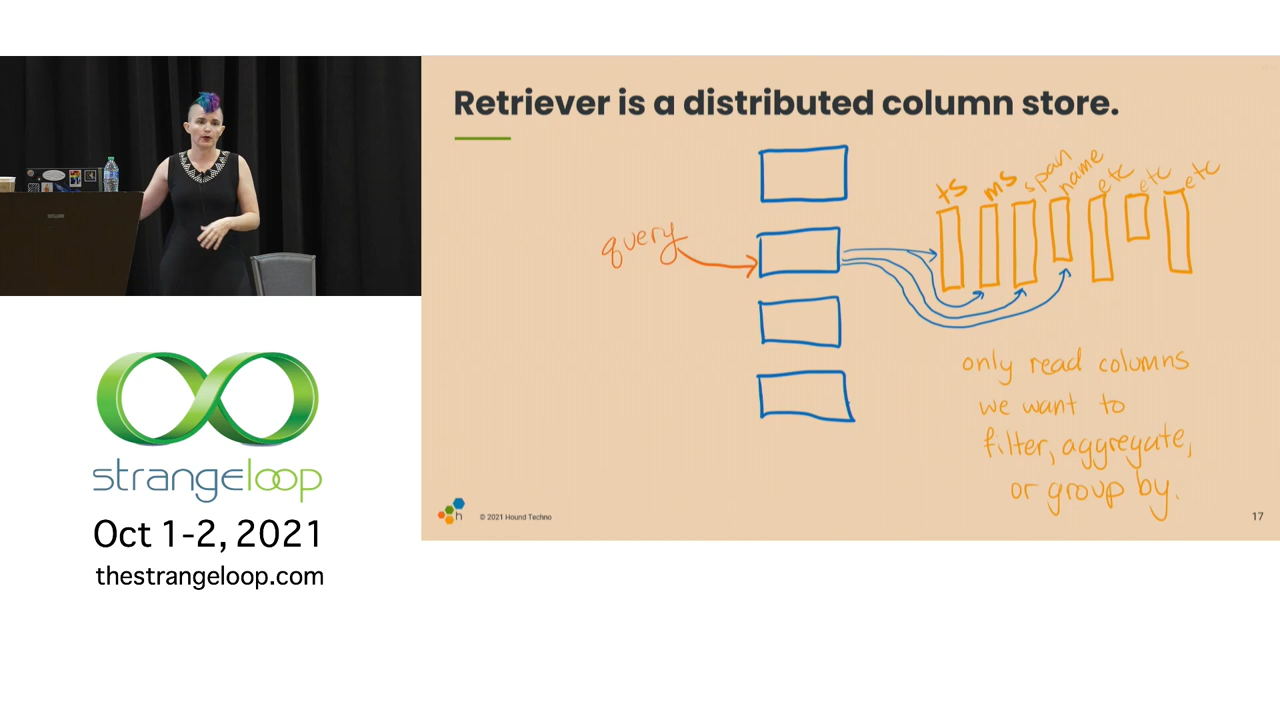 Retriever is a distributed column store.
query
ts
ms
span
name
etc
etc
etc
only read columns
we want to
filter, aggregate,
or group by.
h
© 2021 Hound Techno
17
strangeloop
Oct 1-2, 2021
thestrangeloop.com